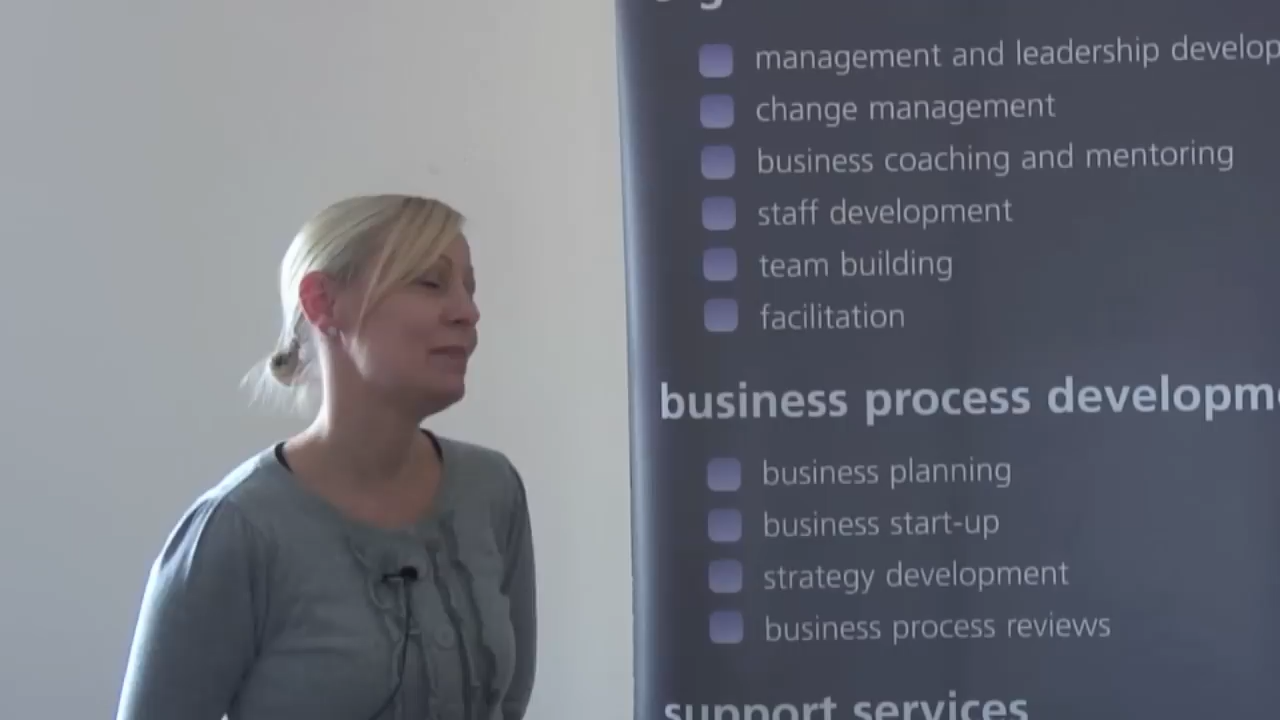 management and leadership develop
change management
business coaching and mentoring
staff development
team building
facilitation
business process developm
business planning
business start-up
strategy development
business process reviews
support services